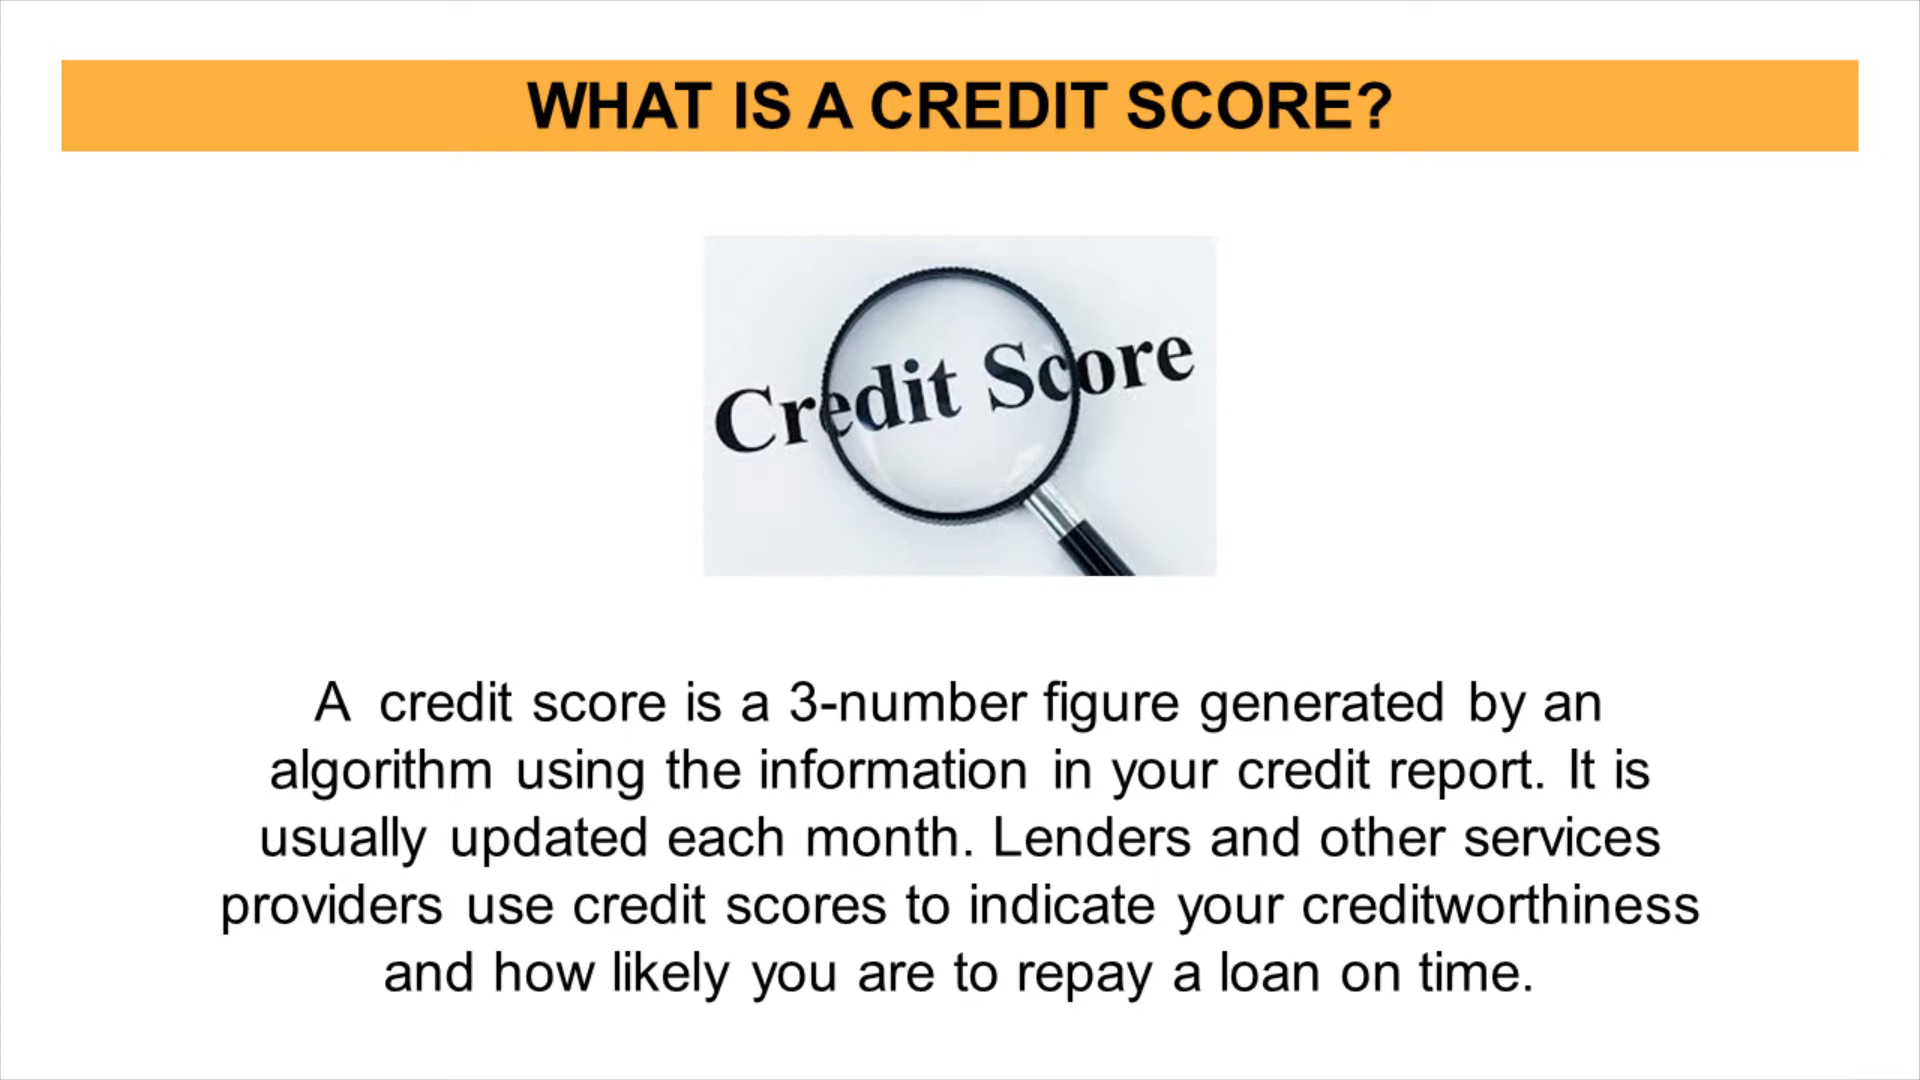 WHAT IS A CREDIT SCORE?
Credit Score
A credit score is a 3-number figure generated by an
algorithm using the information in your credit report. It is
usually updated each month. Lenders and other services
providers use credit scores to indicate your creditworthiness
and how likely you are to repay a loan on time.